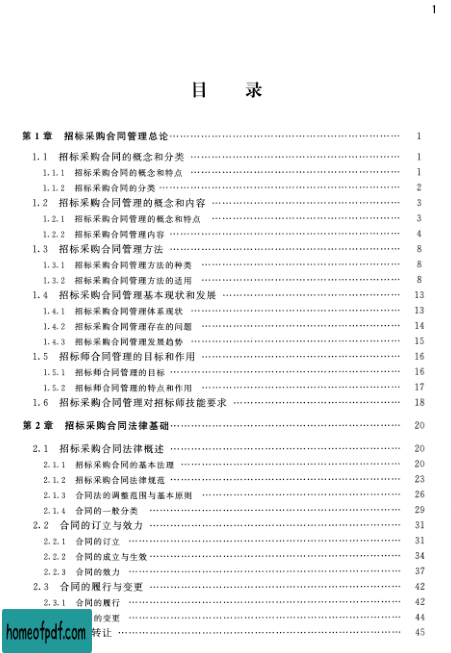 1
目 录
第1章 招标采购合同管理总论 1
1.1 招标采购合同的概念和分类 1
1.1.1 招标采购合同的概念和特点 1
1.1.2 招标采购合同的分类 2
1.2 招标采购合同管理的概念和内容 3
1.2.1 招标采购合同管理的概念和特点 3
1.2.2 招标采购合同管理内容 4
1.3 招标采购合同管理方法 8
1.3.1 招标采购合同管理方法的种类 8
1.3.2 招标采购合同管理方法的适用 8
1.4 招标采购合同管理基本现状和发展 13
1.4.1 招标采购合同管理体系现状 13
1.4.2 招标采购合同管理存在的问题 14
1.4.3 招标采购合同管理发展趋势 15
1.5 招标师合同管理的目标和作用 16
1.5.1 招标师合同管理的目标 16
1.5.2 招标师合同管理的特点和作用 17
1.6 招标采购合同管理对招标师技能要求 18
第2章 招标采购合同法律基础 20
2.1 招标采购合同法律概述 20
2.1.1 招标采购合同的基本法理 20
2.1.2 招标采购合同法律规范 23
2.1.3 合同法的调整范围与基本原则 26
2.1.4 合同的一般分类 29
2.2 合同的订立与效力 31
2.2.1 合同的订立 31
2.2.2 合同的成立与生效 34
2.2.3 合同的效力 37
2.3 合同的履行与变更 42
2.3.1 合同的履行 42
的变更 44
转让 45
homeofpdf.com